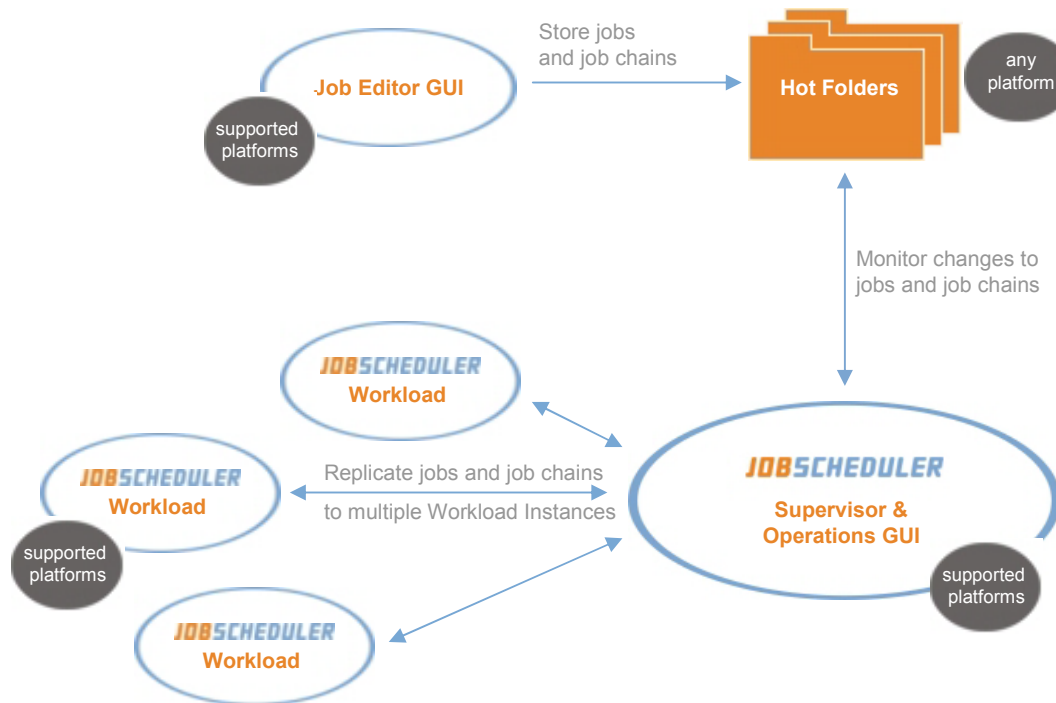 Store jobs
and job chains
Job Editor GUI
supported
platforms
Hot Folders
any
platform
Monitor changes to
jobs and job chains
JOBSCHEDULER
Workload
JOBSCHEDULER
Workload
supported
platforms
Replicate jobs and job chains
to multiple Workload Instances
JOBSCHEDULER
Supervisor &
Operations GUI
supported
platforms
JOBSCHEDULER
Workload